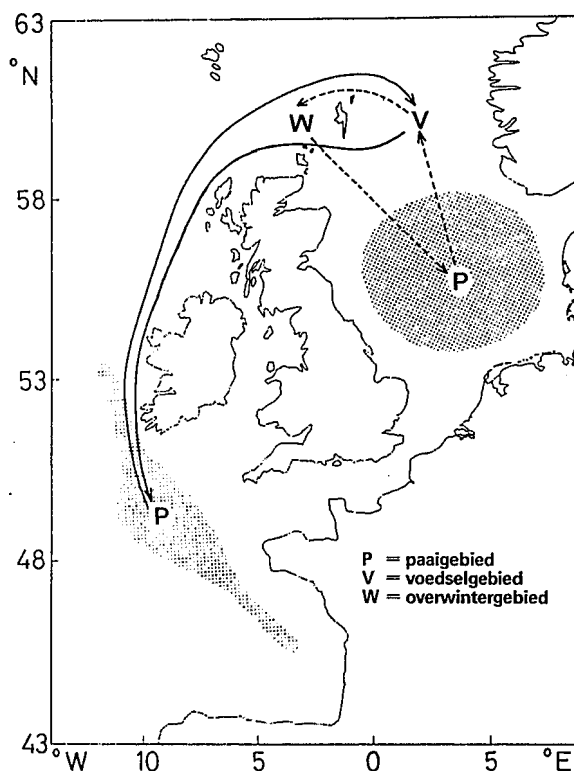 63
°N
58
53
48
43
W
V
P
P
P = paaigebied
V = voedselgebied
W = overwintergebied
°W 10 5 0 5 °E